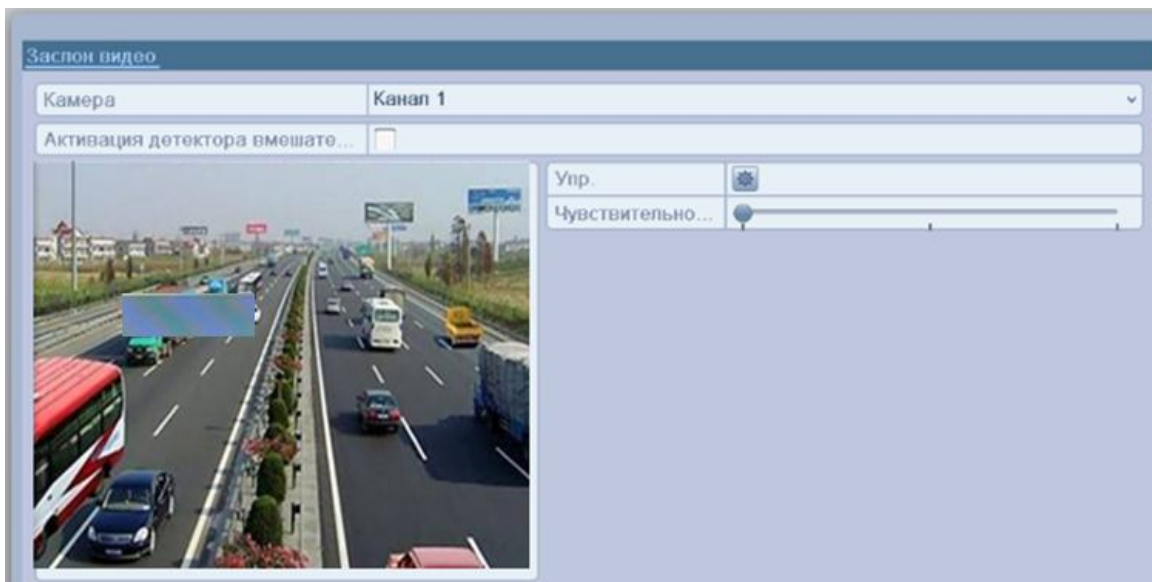 Заслон видео
Камера
Канал 1
Активация детектора вмешате...
Упр.
Чувствительно...